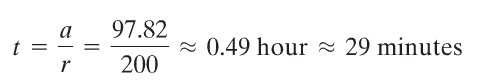 t = a/r = 97.82/200 ≈ 0.49 hour ≈ 29 minutes